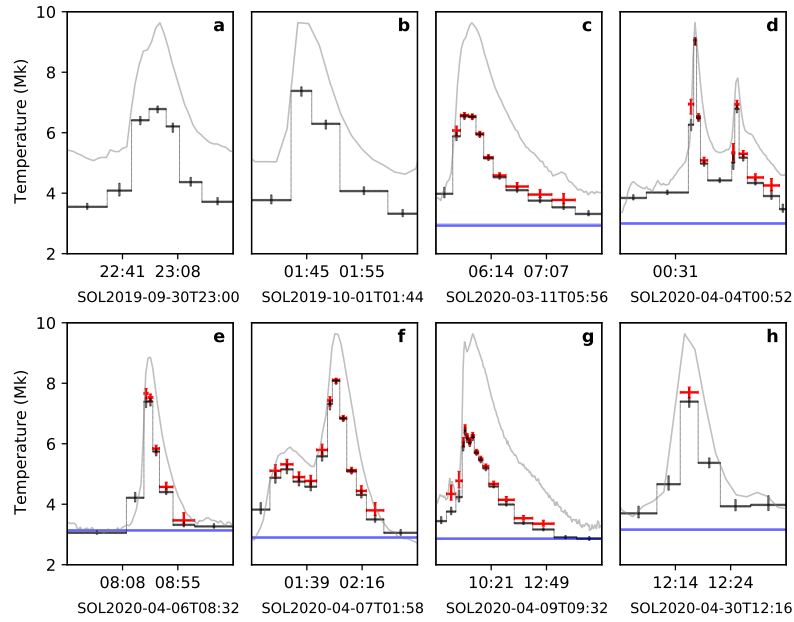 10
8
6
4
2
Temperature (Mk)
a
b
c
d
22:41 23:08
01:45 01:55
06:14 07:07
00:31
SOL2019-09-30T23:00
SOL2019-10-01T01:44
SOL2020-03-11T05:56
SOL2020-04-04T00:52
10
8
6
4
2
Temperature (Mk)
e
f
g
h
08:08 08:55
01:39 02:16
10:21 12:49
12:14 12:24
SOL2020-04-06T08:32
SOL2020-04-07T01:58
SOL2020-04-09T09:32
SOL2020-04-30T12:16